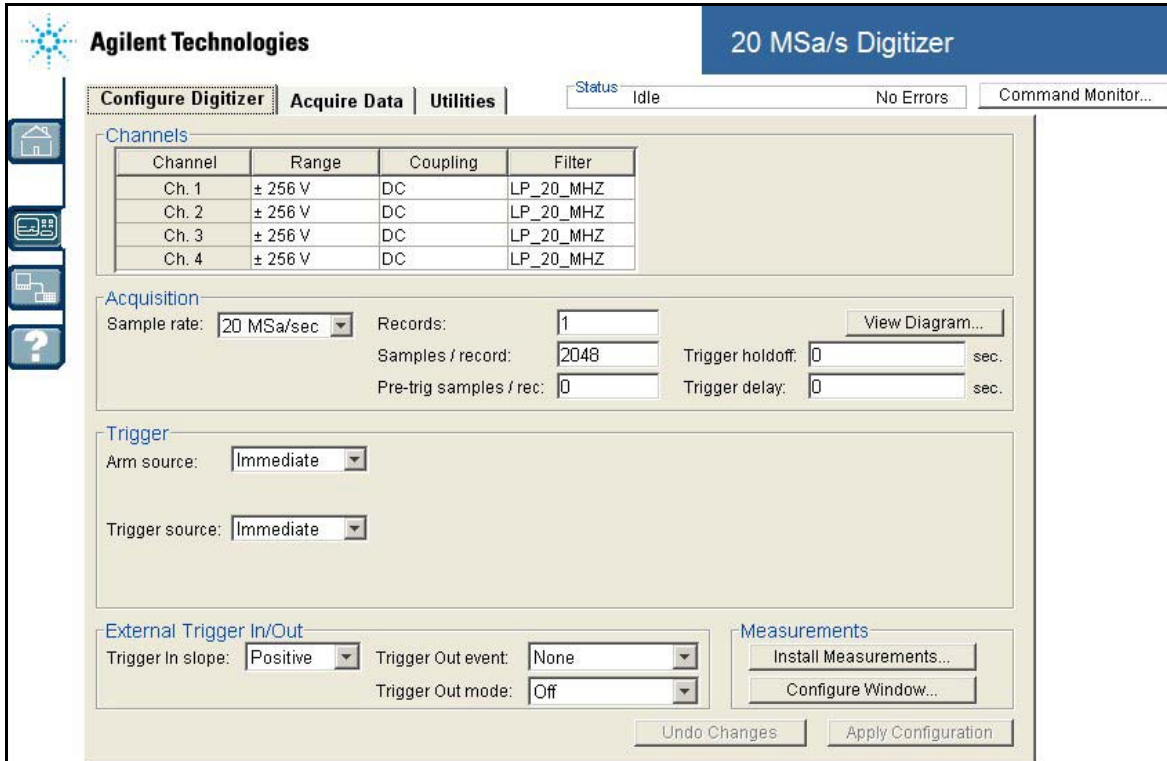 Agilent Technologies
20 MSa/s Digitizer
Configure Digitizer Acquire Data Utilities
Status
Idle No Errors
Command Monitor...
Channels
Channel Range Coupling Filter
Ch. 1 ± 256 V DC LP_20_MHZ
Ch. 2 ± 256 V DC LP_20_MHZ
Ch. 3 ± 256 V DC LP_20_MHZ
Ch. 4 ± 256 V DC LP_20_MHZ
Acquisition
Sample rate: 20 MSa/sec Records: 1 View Diagram...
Samples / record: 2048 Trigger holdoff: 0 sec.
Pre-trig samples / rec: 0 Trigger delay: 0 sec.
Trigger
Arm source: Immediate
Trigger source: Immediate
External Trigger In/Out
Trigger In slope: Positive Trigger Out event: None
Trigger Out mode: Off
Measurements
Install Measurements...
Configure Window...
Undo Changes Apply Configuration
?